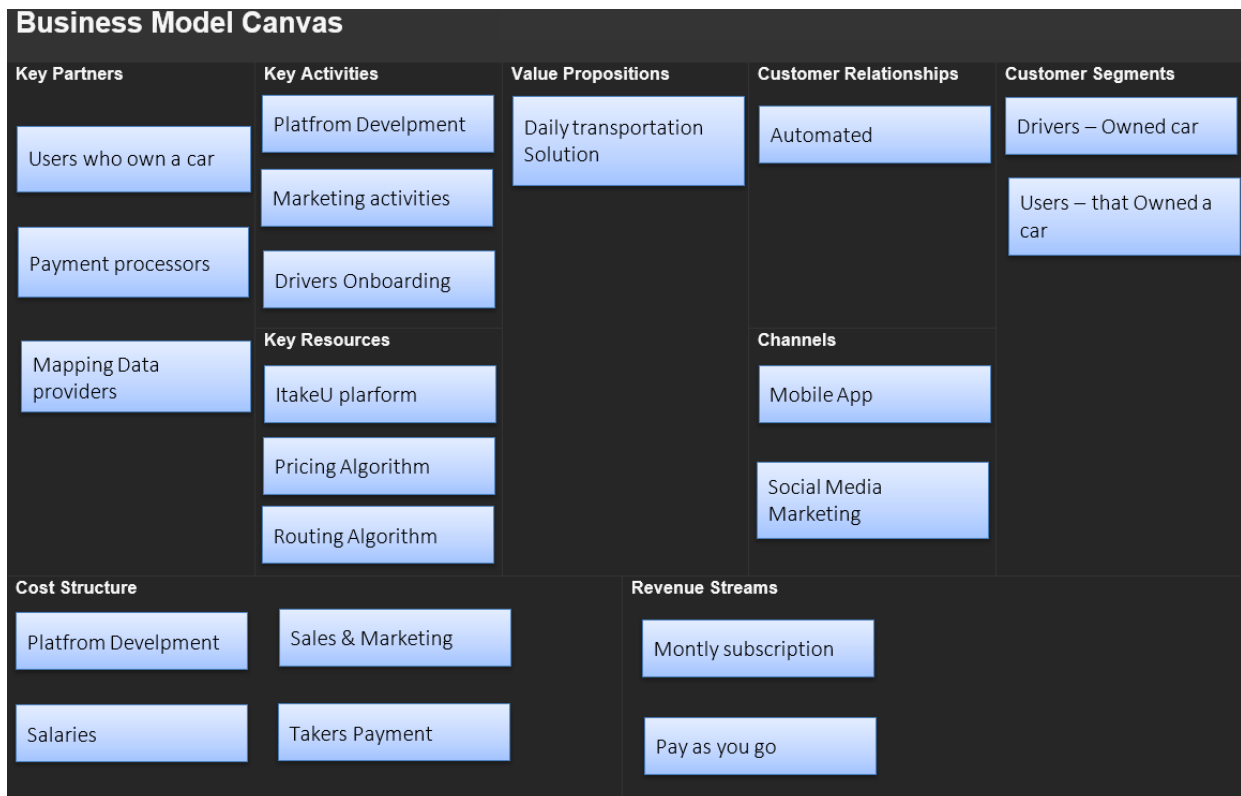 Business Model Canvas
Key Partners
Users who own a car
Payment processors
Mapping Data
providers
Key Activities
Platfrom Develpment
Marketing activities
Drivers Onboarding
Key Resources
ItakeU plarform
Pricing Algorithm
Routing Algorithm
Value Propositions
Daily transportation
Solution
Customer Relationships
Automated
Channels
Mobile App
Social Media
Marketing
Customer Segments
Drivers – Owned car
Users – that Owned a
car
Cost Structure
Platfrom Develpment
Sales & Marketing
Salaries
Takers Payment
Revenue Streams
Montly subscription
Pay as you go